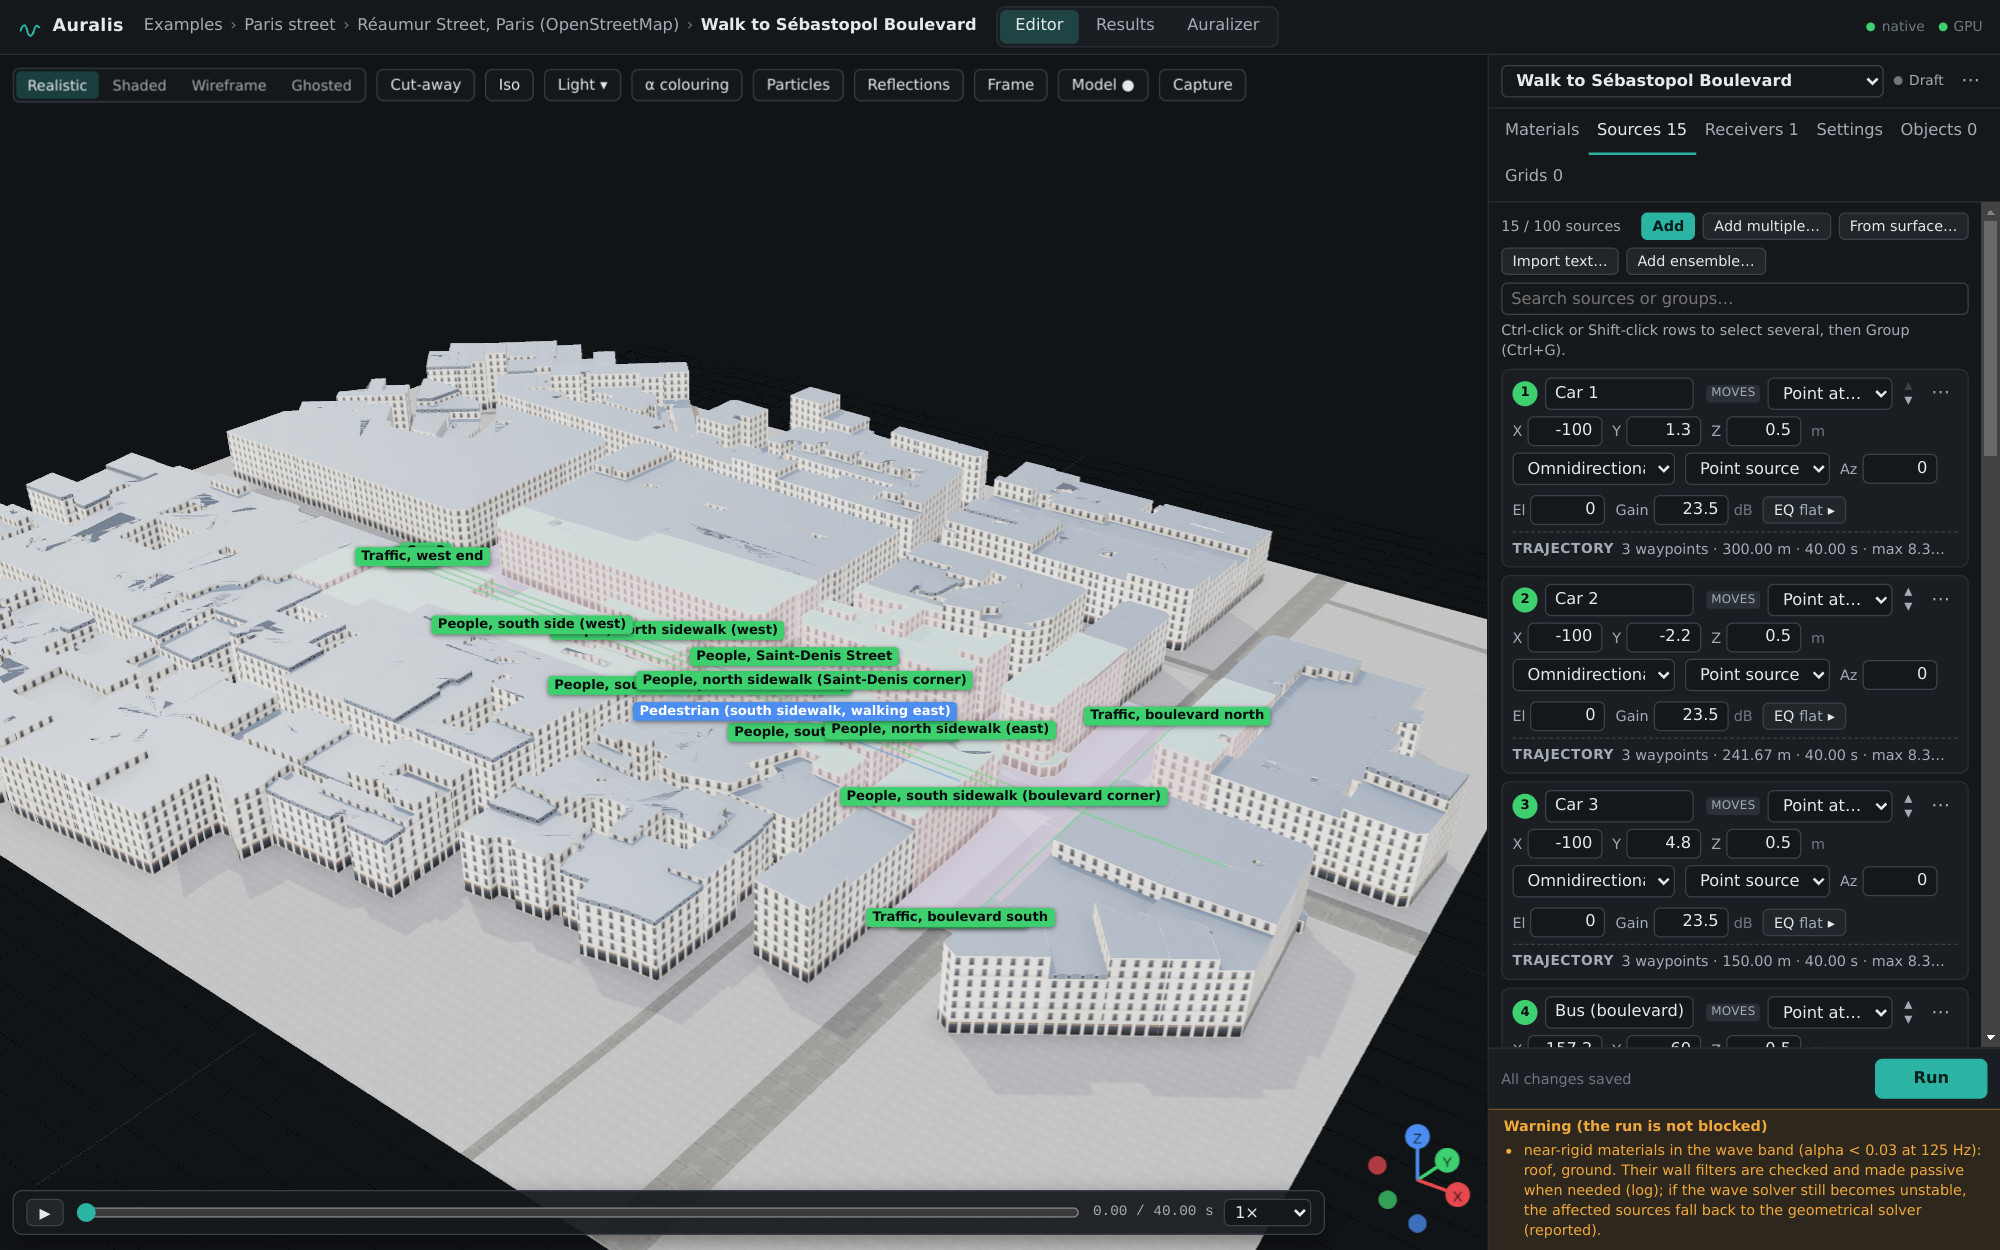 Auralis Examples › Paris street › Réaumur Street, Paris (OpenStreetMap) › Walk to Sébastopol Boulevard Editor Results Auralizer native GPU
Realistic Shaded Wireframe Ghosted Cut-away Iso Light ▾ α colouring Particles Reflections Frame Model Capture
Walk to Sébastopol Boulevard Draft ···
Materials Sources 15 Receivers 1 Settings Objects 0
Grids 0
15 / 100 sources Add Add multiple... From surface...
Import text... Add ensemble...
Search sources or groups...
Ctrl-click or Shift-click rows to select several, then Group
(Ctrl+G).
1 Car 1 MOVES Point at... ▲▼ ···
X -100 Y 1.3 Z 0.5 m
Omnidirectiona Point source Az 0
El 0 Gain 23.5 dB EQ flat ▸
TRAJECTORY 3 waypoints · 300.00 m · 40.00 s · max 8.3...
2 Car 2 MOVES Point at... ▲▼ ···
X -100 Y -2.2 Z 0.5 m
Omnidirectiona Point source Az 0
El 0 Gain 23.5 dB EQ flat ▸
TRAJECTORY 3 waypoints · 241.67 m · 40.00 s · max 8.3...
3 Car 3 MOVES Point at... ▲▼ ···
X -100 Y 4.8 Z 0.5 m
Omnidirectiona Point source Az 0
El 0 Gain 23.5 dB EQ flat ▸
TRAJECTORY 3 waypoints · 150.00 m · 40.00 s · max 8.3...
4 Bus (boulevard) MOVES Point at... ▲▼ ···
All changes saved Run
Warning (the run is not blocked)
• near-rigid materials in the wave band (alpha < 0.03 at 125 Hz):
roof, ground. Their wall filters are checked and made passive
when needed (log); if the wave solver still becomes unstable,
the affected sources fall back to the geometrical solver
(reported).
Traffic, west end
People, south side (west)
rth sidewalk (west)
People, Saint-Denis Street
People, sou
People, north sidewalk (Saint-Denis corner)
Pedestrian (south sidewalk, walking east)
Traffic, boulevard north
People, sout
People, north sidewalk (east)
People, south sidewalk (boulevard corner)
Traffic, boulevard south
Z
Y
X
▶ 0.00 / 40.00 s 1×